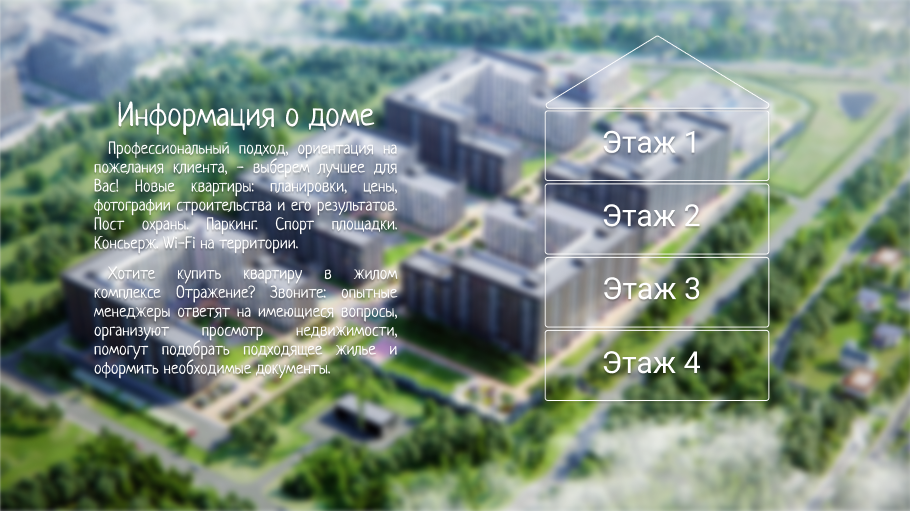 Информация о доме
Профессиональный подход, ориентация на
пожелания клиента, - выберем лучшее для
Вас! Новые квартиры: планировки, цены,
фотографии строительства и его результатов.
Пост охраны. Паркинг. Спорт площадки.
Консьерж. Wi-Fi на территории.
Хотите купить квартиру в жилом
комплексе Отражение? Звоните: опытные
менеджеры ответят на имеющиеся вопросы,
организуют просмотр недвижимости,
помогут подобрать подходящее жилье и
оформить необходимые документы.
Этаж 1
Этаж 2
Этаж 3
Этаж 4